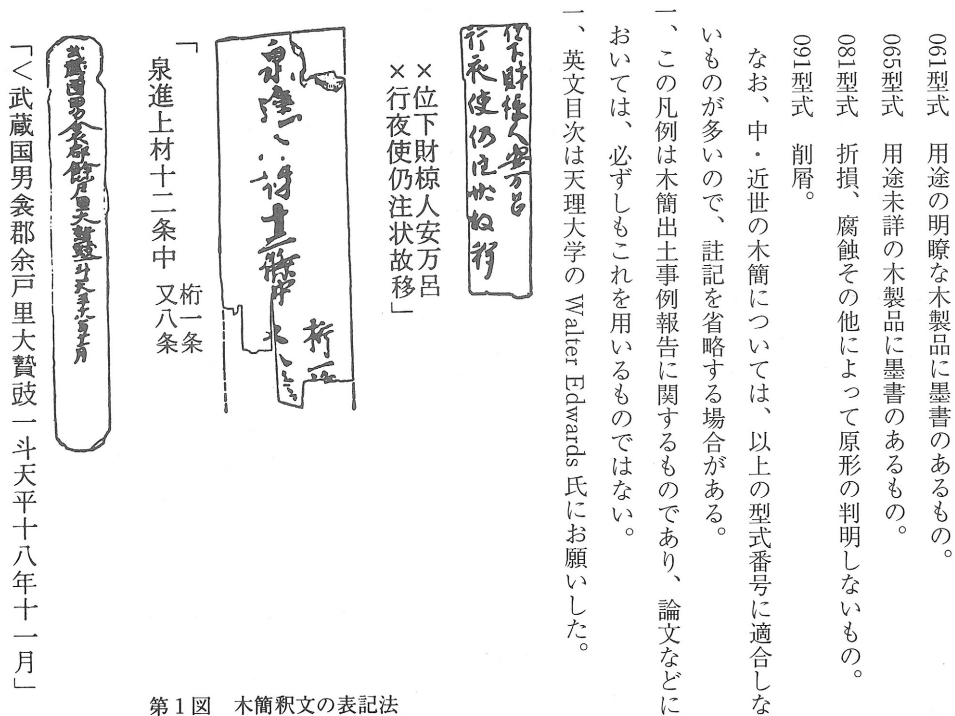 061型式　用途の明瞭な木製品に墨書のあるもの。
065型式　用途未詳の木製品に墨書のあるもの。
081型式　折損、腐蝕その他によって原形の判明しないもの。
091型式　削屑。
なお、中・近世の木簡については、以上の型式番号に適合しな
いものが多いので、註記を省略する場合がある。
一、この凡例は木簡出土事例報告に関するものであり、論文などに
おいては、必ずしもこれを用いるものではない。
一、英文目次は天理大学の Walter Edwards 氏にお願いした。
×位下財椋人安万呂
×行夜使仍注状故移」
「泉進上材十二条中　桁一条
又八条
「＜武蔵国男衾郡余戸里大贄豉一斗天平十八年十一月」
第1図　木簡釈文の表記法